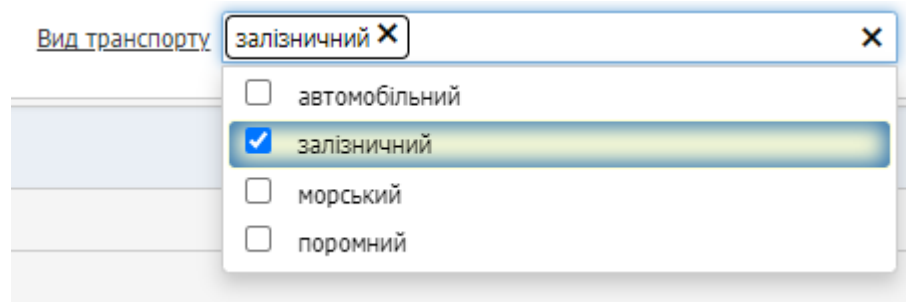 Вид транспорту залізничний
автомобільний
залізничний
морський
поромний